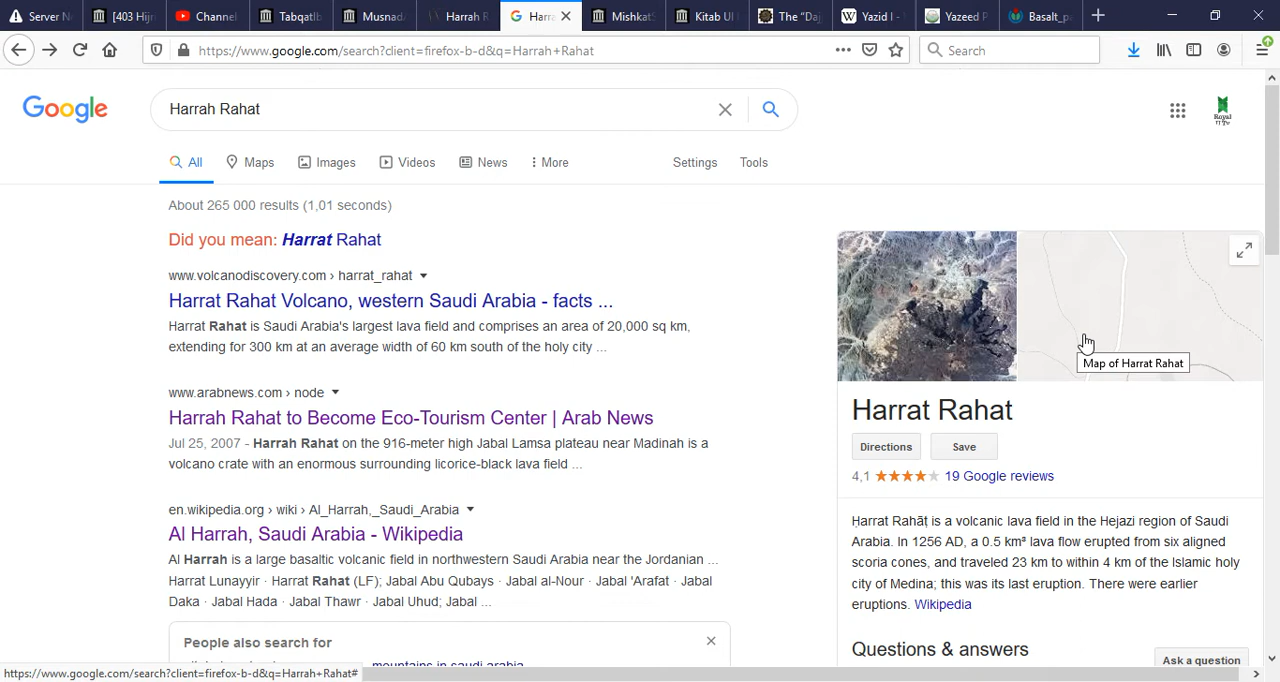 Server N
[403 Hijri
Channel
TabqatIb
Musnada
Harrah R
Harra
Mishkat
Kitab Ul
The "Daj
Yazid I -
Yazeed P
Basalt_p
https://www.google.com/search?client=firefox-b-d&q=Harrah+Rahat
Search
Google
Harrah Rahat
Royal
All
Maps
Images
Videos
News
More
Settings
Tools
About 265 000 results (1,01 seconds)
Did you mean: Harrat Rahat
www.volcanodiscovery.com › harrat_rahat
Harrat Rahat Volcano, western Saudi Arabia - facts ...
Harrat Rahat is Saudi Arabia's largest lava field and comprises an area of 20,000 sq km,
extending for 300 km at an average width of 60 km south of the holy city ...
www.arabnews.com › node
Harrah Rahat to Become Eco-Tourism Center | Arab News
Jul 25, 2007 - Harrah Rahat on the 916-meter high Jabal Lamsa plateau near Madinah is a
volcano crate with an enormous surrounding licorice-black lava field ...
en.wikipedia.org › wiki › Al_Harrah,_Saudi_Arabia
Al Harrah, Saudi Arabia - Wikipedia
Al Harrah is a large basaltic volcanic field in northwestern Saudi Arabia near the Jordanian ...
Harrat Lunayyir · Harrat Rahat (LF); Jabal Abu Qubays · Jabal al-Nour · Jabal 'Arafat · Jabal
Daka · Jabal Hada · Jabal Thawr · Jabal Uhud; Jabal ...
People also search for
mountains in saudi arabia
Map of Harrat Rahat
Harrat Rahat
Directions
Save
4,1
19 Google reviews
Ḥarrat Rahāṭ is a volcanic lava field in the Hejazi region of Saudi
Arabia. In 1256 AD, a 0.5 km³ lava flow erupted from six aligned
scoria cones, and traveled 23 km to within 4 km of the Islamic holy
city of Medina; this was its last eruption. There were earlier
eruptions. Wikipedia
Questions & answers
Ask a question
https://www.google.com/search?client=firefox-b-d&q=Harrah+Rahat#